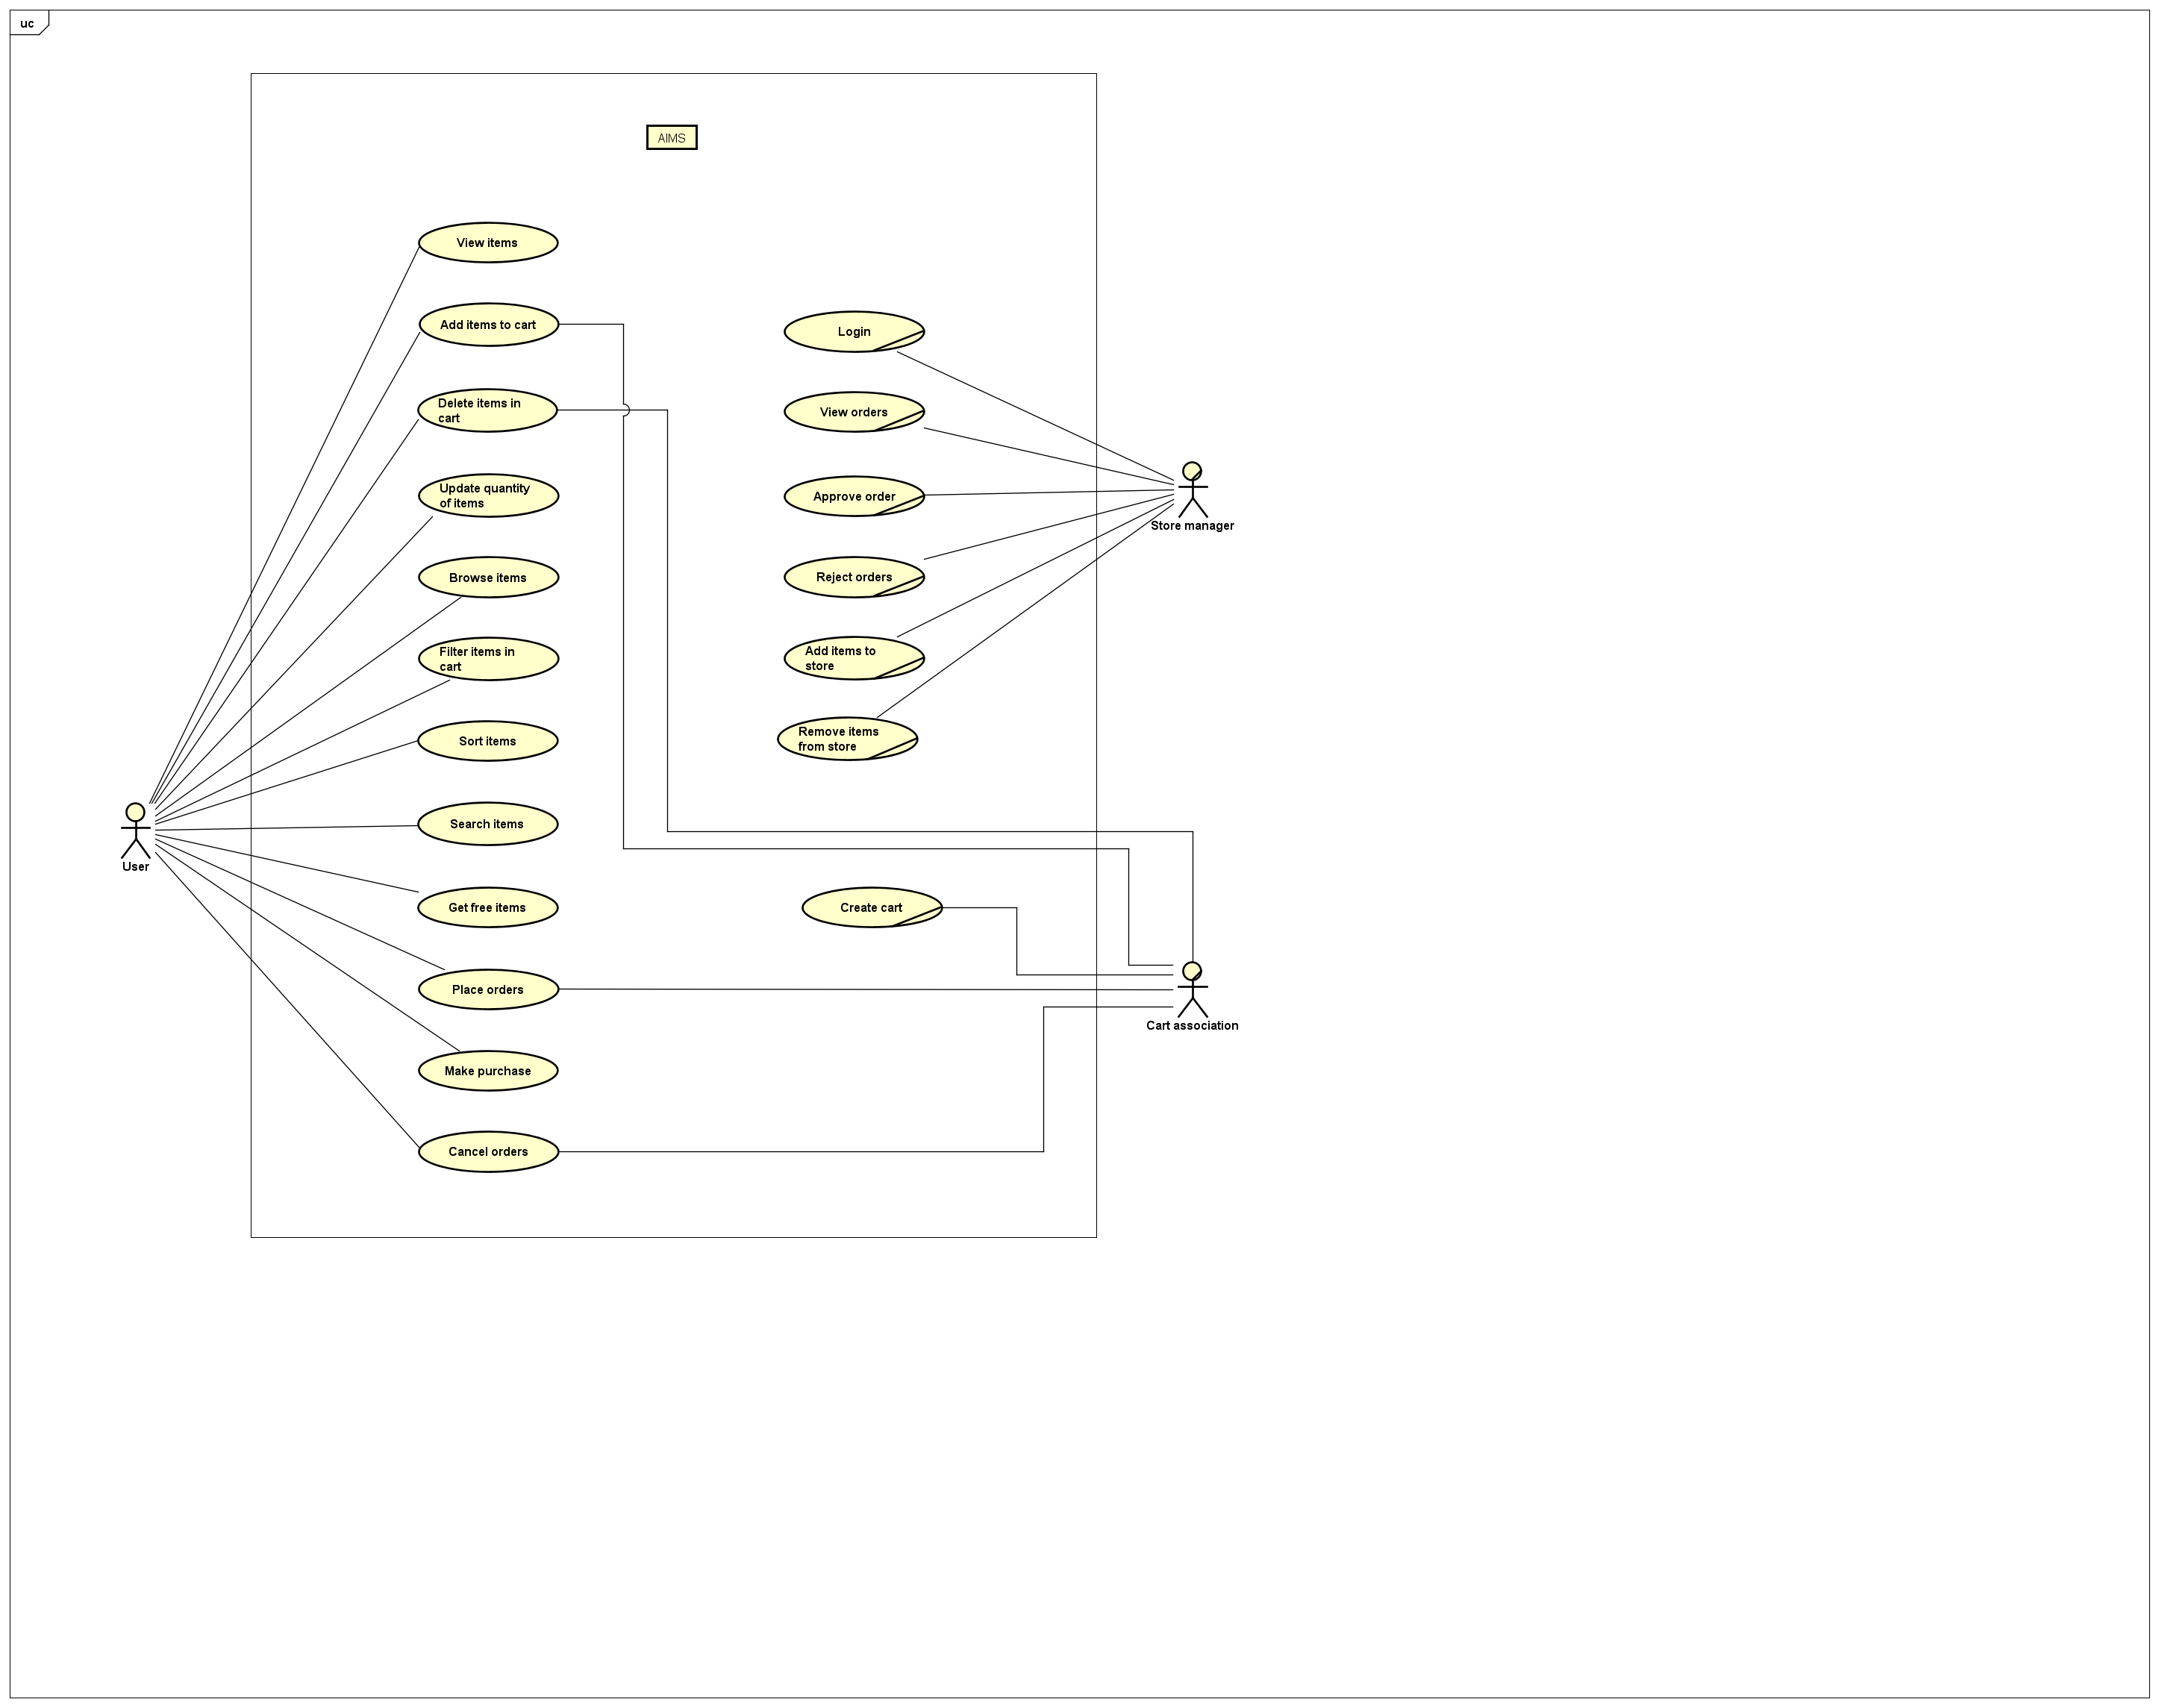 uc
AIMS
View items
Add items to cart
Delete items in
cart
Update quantity
of items
Browse items
Filter items in
cart
Sort items
Search items
Get free items
Place orders
Make purchase
Cancel orders
Login
View orders
Approve order
Reject orders
Add items to
store
Remove items
from store
Create cart
User
Store manager
Cart association